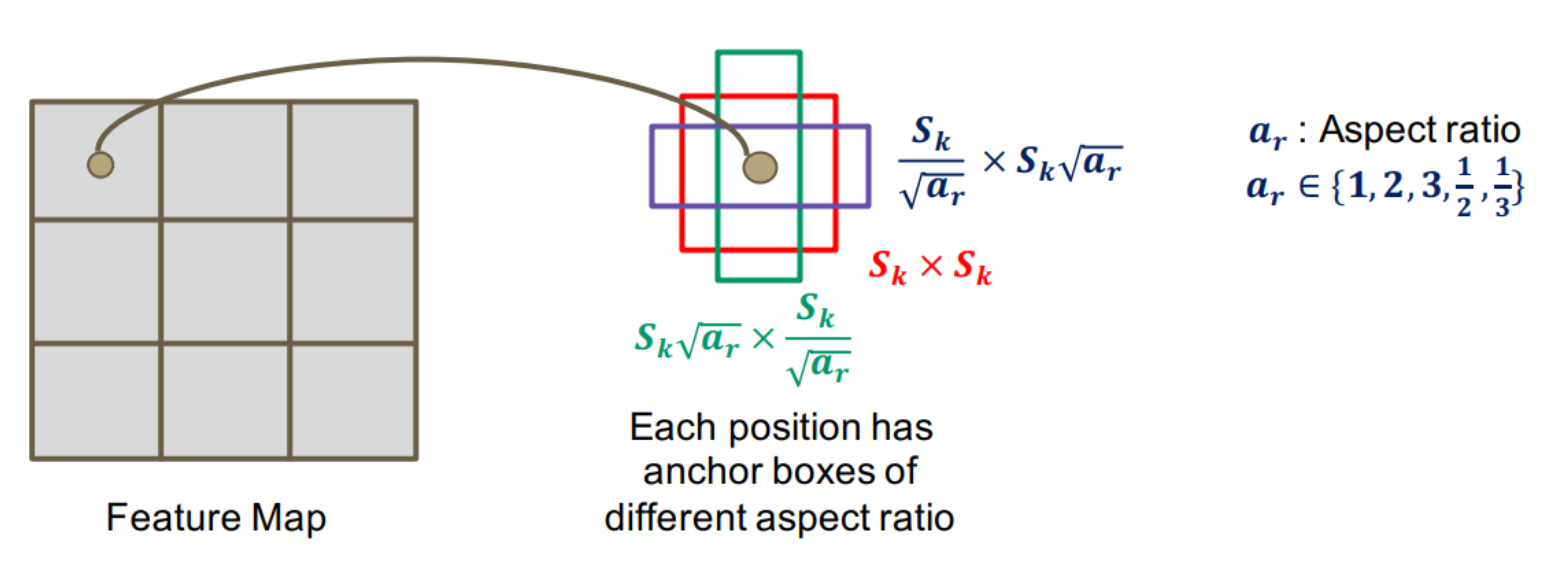 S_k/√a_r × S_k√a_r
a_r : Aspect ratio
a_r ∈ {1, 2, 3, 1/2, 1/3}
S_k × S_k
S_k√a_r × S_k/√a_r
Each position has
anchor boxes of
different aspect ratio
Feature Map